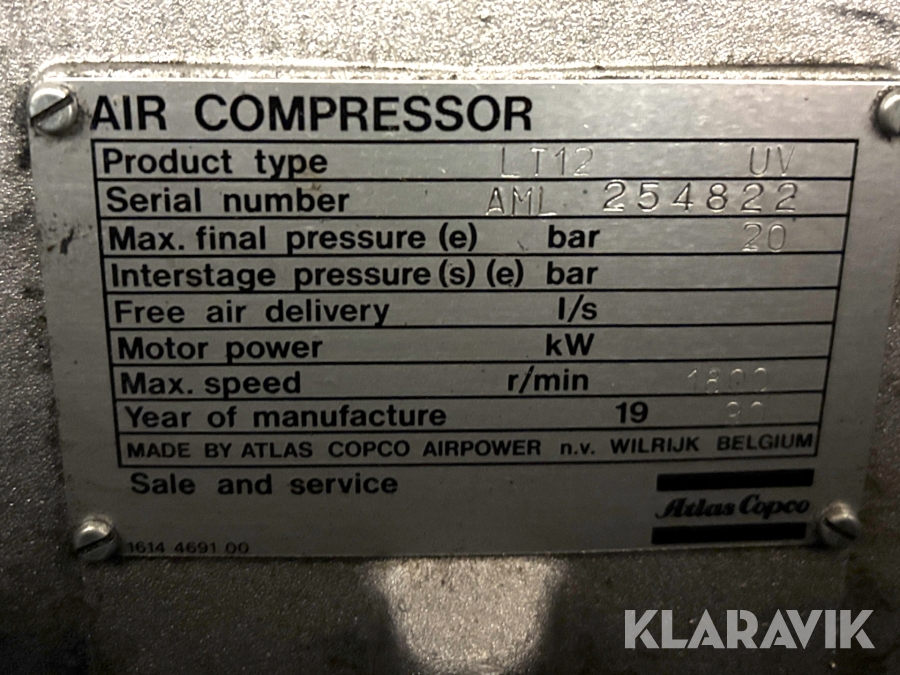 AIR COMPRESSOR
Product type LT12 UV
Serial number AML 254822
Max. final pressure (e) bar 20
Interstage pressure (s) (e) bar
Free air delivery l/s
Motor power kW
Max. speed r/min 1800
Year of manufacture 19
MADE BY ATLAS COPCO AIRPOWER n.v. WILRIJK BELGIUM
Sale and service
Atlas Copco
1614 4691 00
KLARAVIK